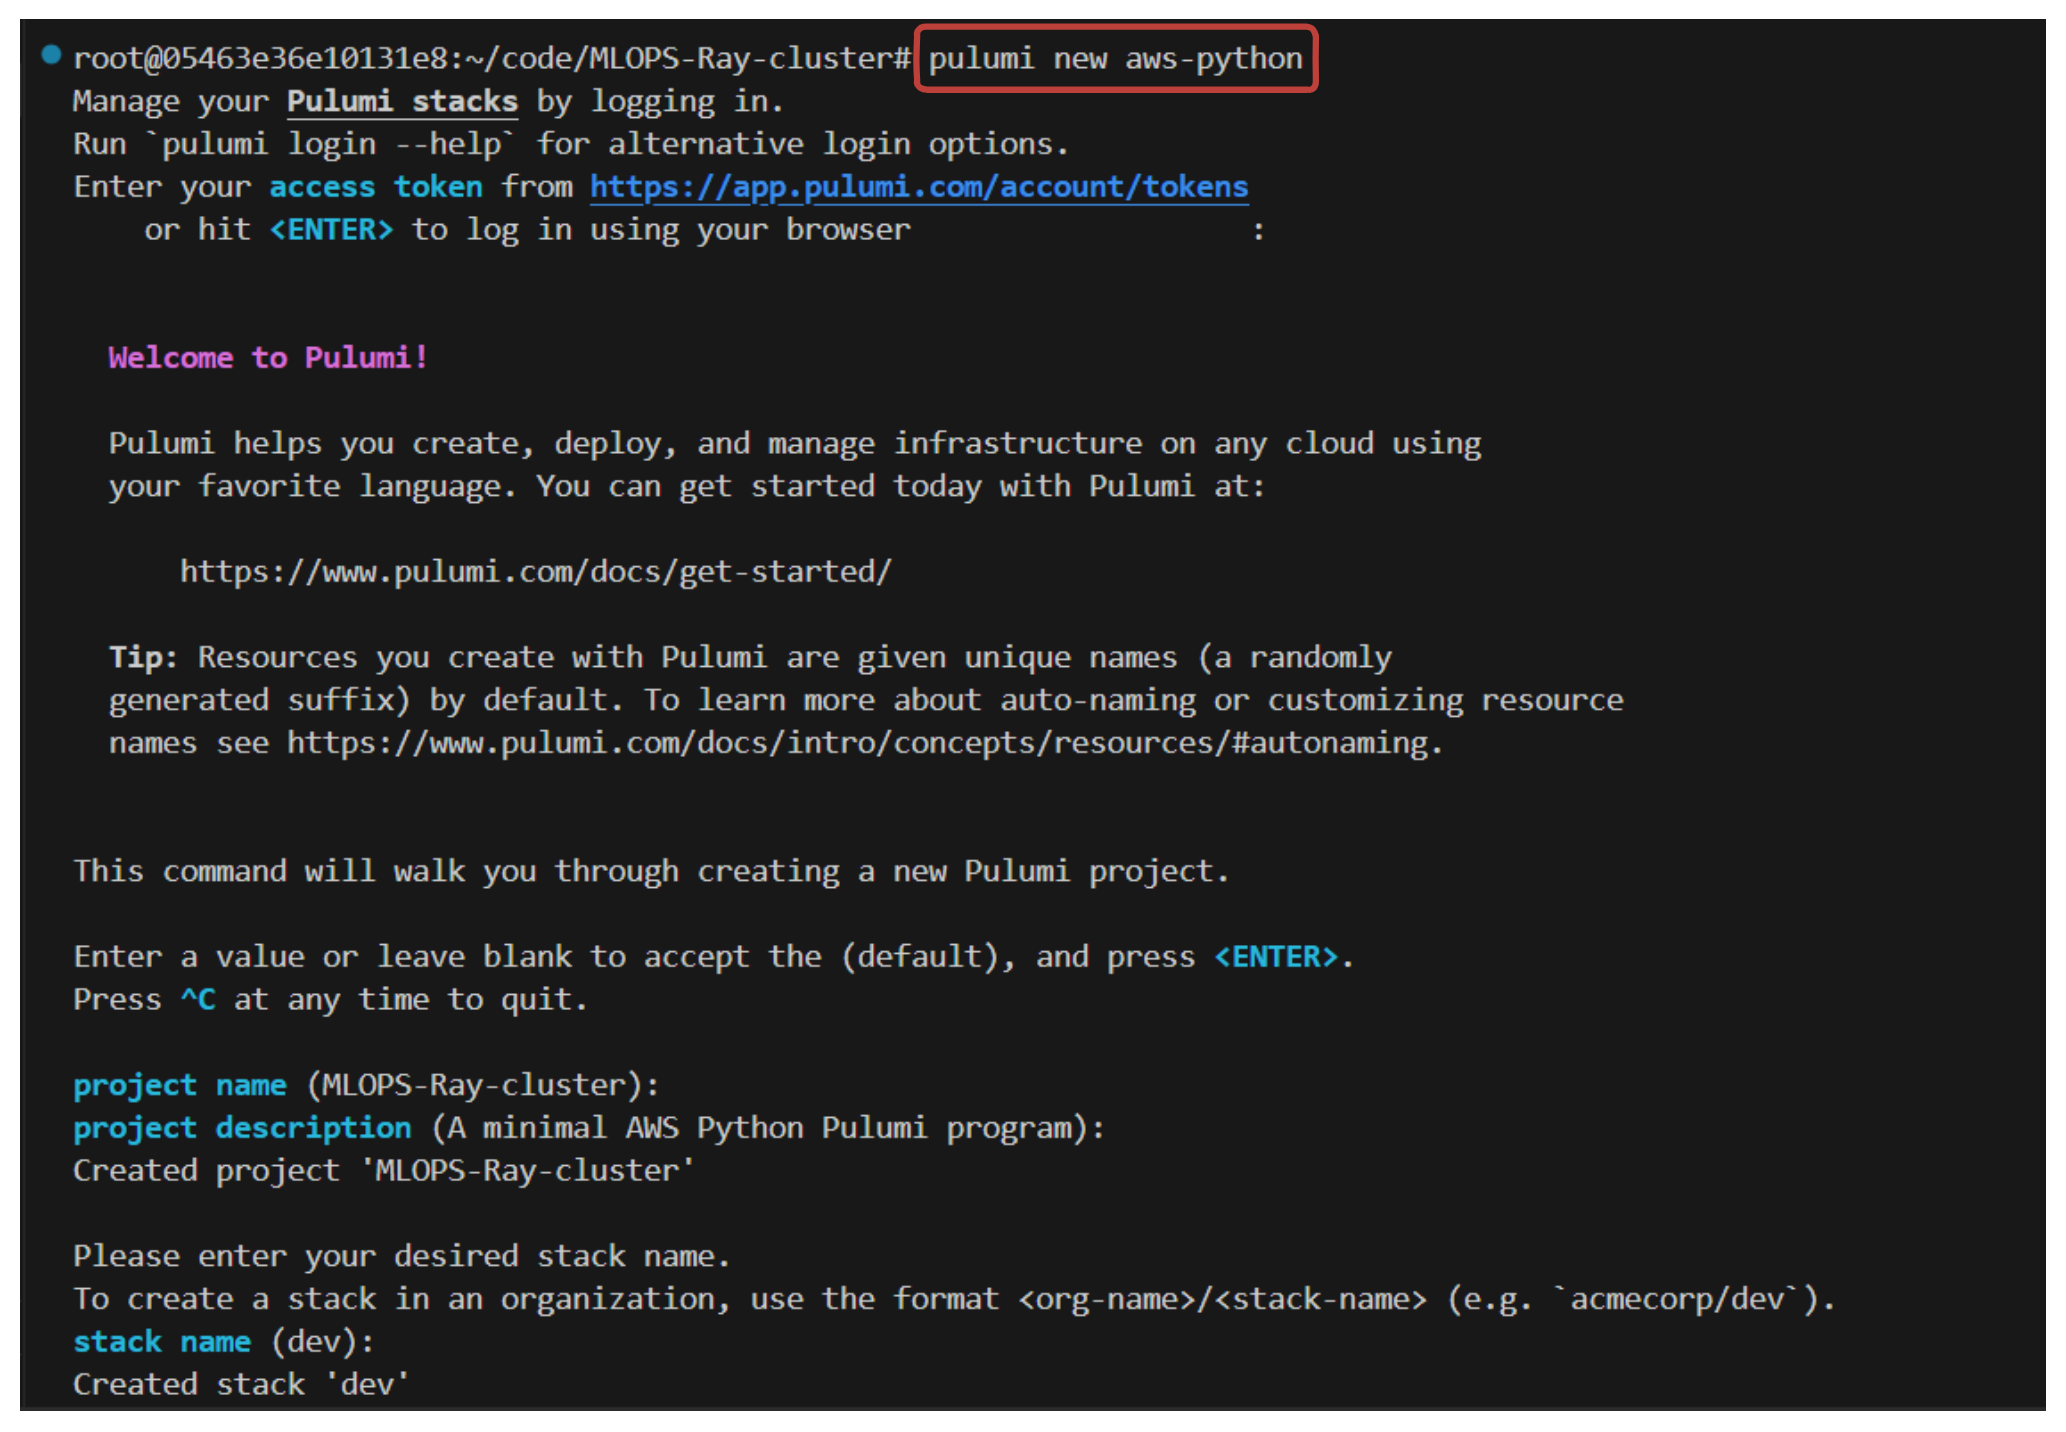 root@05463e36e10131e8:~/code/MLOPS-Ray-cluster# pulumi new aws-python
Manage your Pulumi stacks by logging in.
Run `pulumi login --help` for alternative login options.
Enter your access token from https://app.pulumi.com/account/tokens
or hit <ENTER> to log in using your browser :
Welcome to Pulumi!
Pulumi helps you create, deploy, and manage infrastructure on any cloud using
your favorite language. You can get started today with Pulumi at:
https://www.pulumi.com/docs/get-started/
Tip: Resources you create with Pulumi are given unique names (a randomly
generated suffix) by default. To learn more about auto-naming or customizing resource
names see https://www.pulumi.com/docs/intro/concepts/resources/#autonaming.
This command will walk you through creating a new Pulumi project.
Enter a value or leave blank to accept the (default), and press <ENTER>.
Press ^C at any time to quit.
project name (MLOPS-Ray-cluster):
project description (A minimal AWS Python Pulumi program):
Created project 'MLOPS-Ray-cluster'
Please enter your desired stack name.
To create a stack in an organization, use the format <org-name>/<stack-name> (e.g. `acmecorp/dev`).
stack name (dev):
Created stack 'dev'